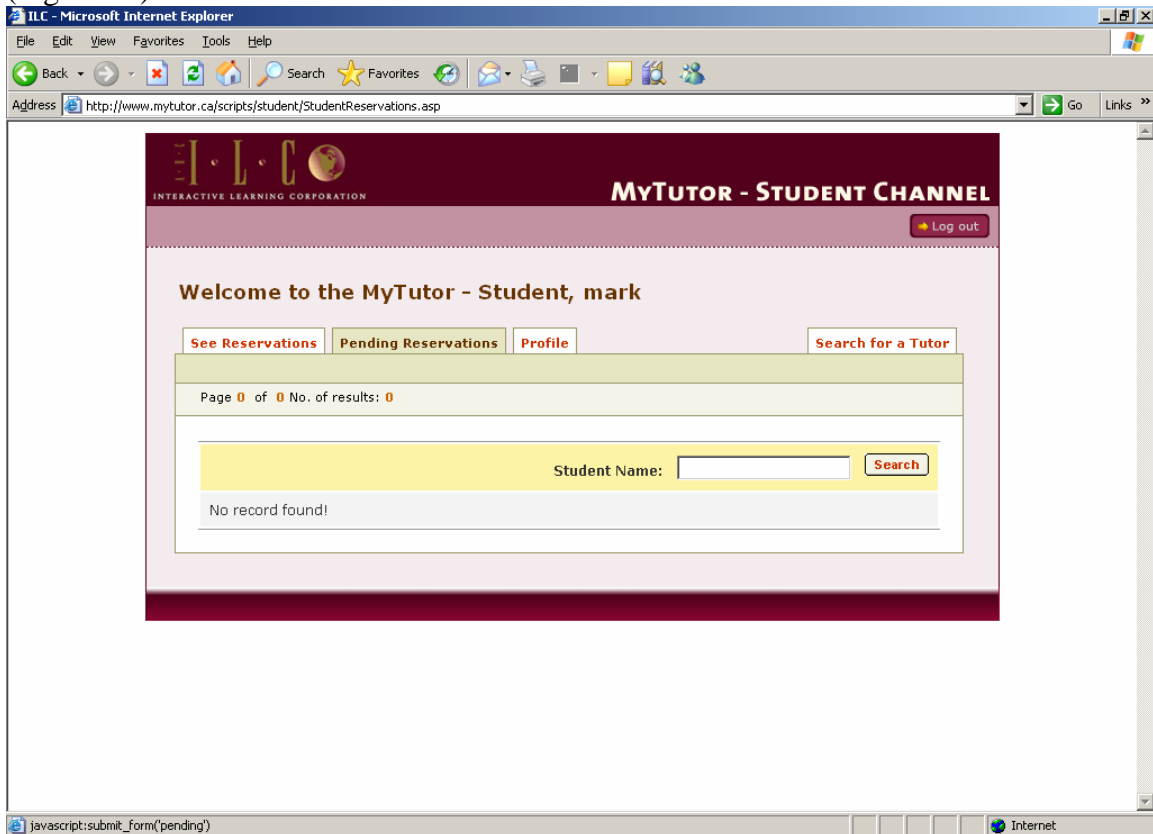 ILC - Microsoft Internet Explorer
File Edit View Favorites Tools Help
Back Search Favorites
Address http://www.mytutor.ca/scripts/student/StudentReservations.asp Go Links »
I · L · C
INTERACTIVE LEARNING CORPORATION
MYTUTOR - STUDENT CHANNEL
Log out
Welcome to the MyTutor - Student, mark
See Reservations Pending Reservations Profile Search for a Tutor
Page 0 of 0 No. of results: 0
Student Name: Search
No record found!
javascript:submit_form('pending') Internet